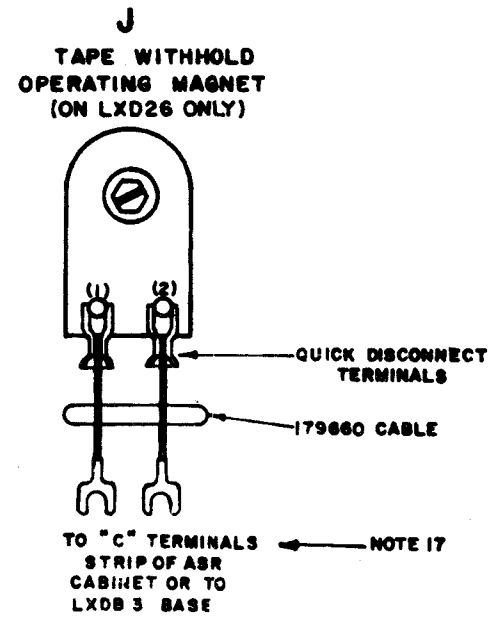 J
TAPE WITHHOLD
OPERATING MAGNET
(ON LXD26 ONLY)
(1) (2)
QUICK DISCONNECT
TERMINALS
179660 CABLE
TO "C" TERMINALS
STRIP OF ASR
CABINET OR TO
LXDB 3 BASE
NOTE 17